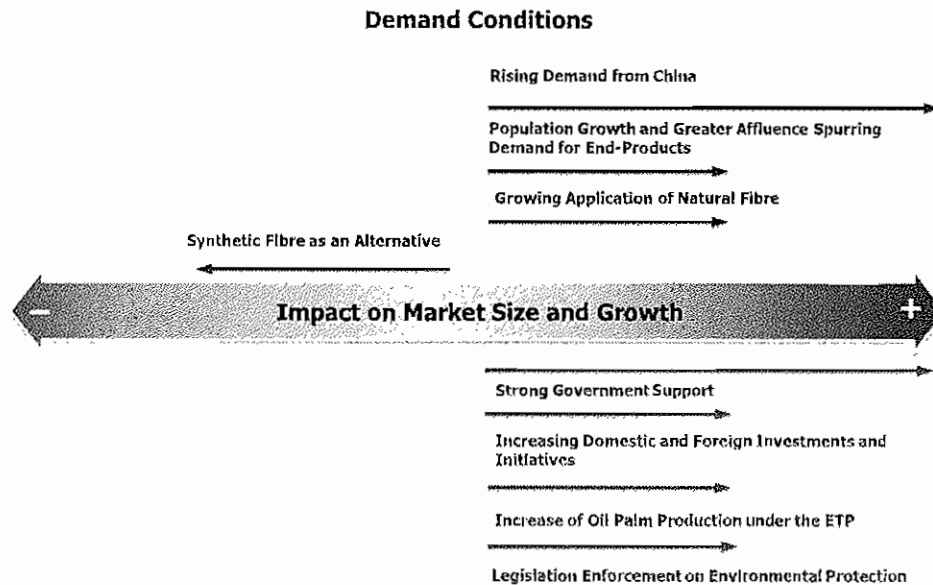 Demand Conditions
Rising Demand from China
Population Growth and Greater Affluence Spurring
Demand for End-Products
Growing Application of Natural Fibre
Synthetic Fibre as an Alternative
– Impact on Market Size and Growth +
Strong Government Support
Increasing Domestic and Foreign Investments and
Initiatives
Increase of Oil Palm Production under the ETP
Legislation Enforcement on Environmental Protection